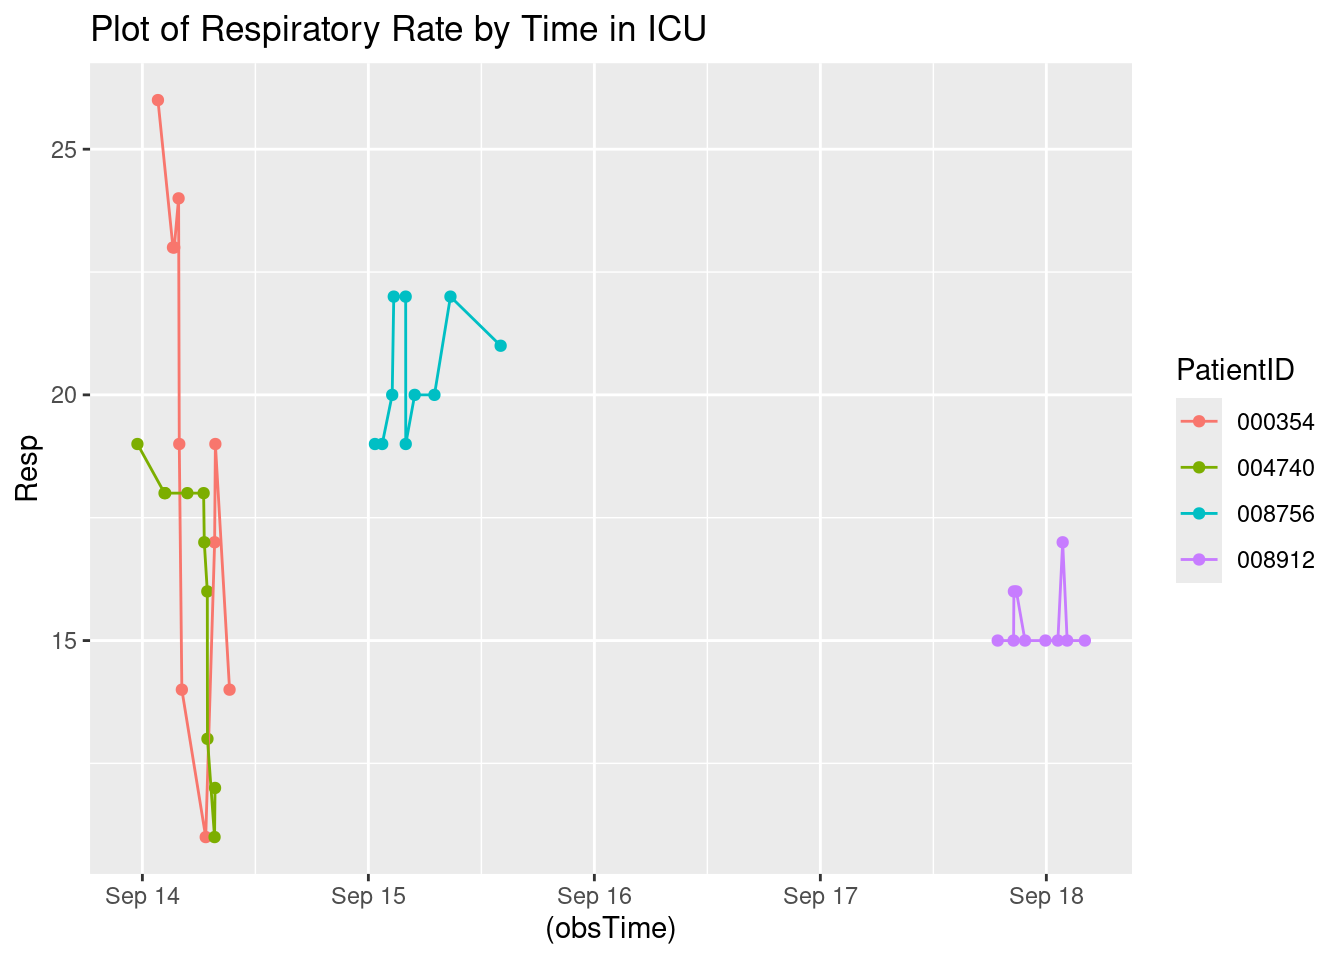 Plot of Respiratory Rate by Time in ICU
25
20
15
Resp
Sep 14
Sep 15
Sep 16
Sep 17
Sep 18
(obsTime)
PatientID
000354
004740
008756
008912